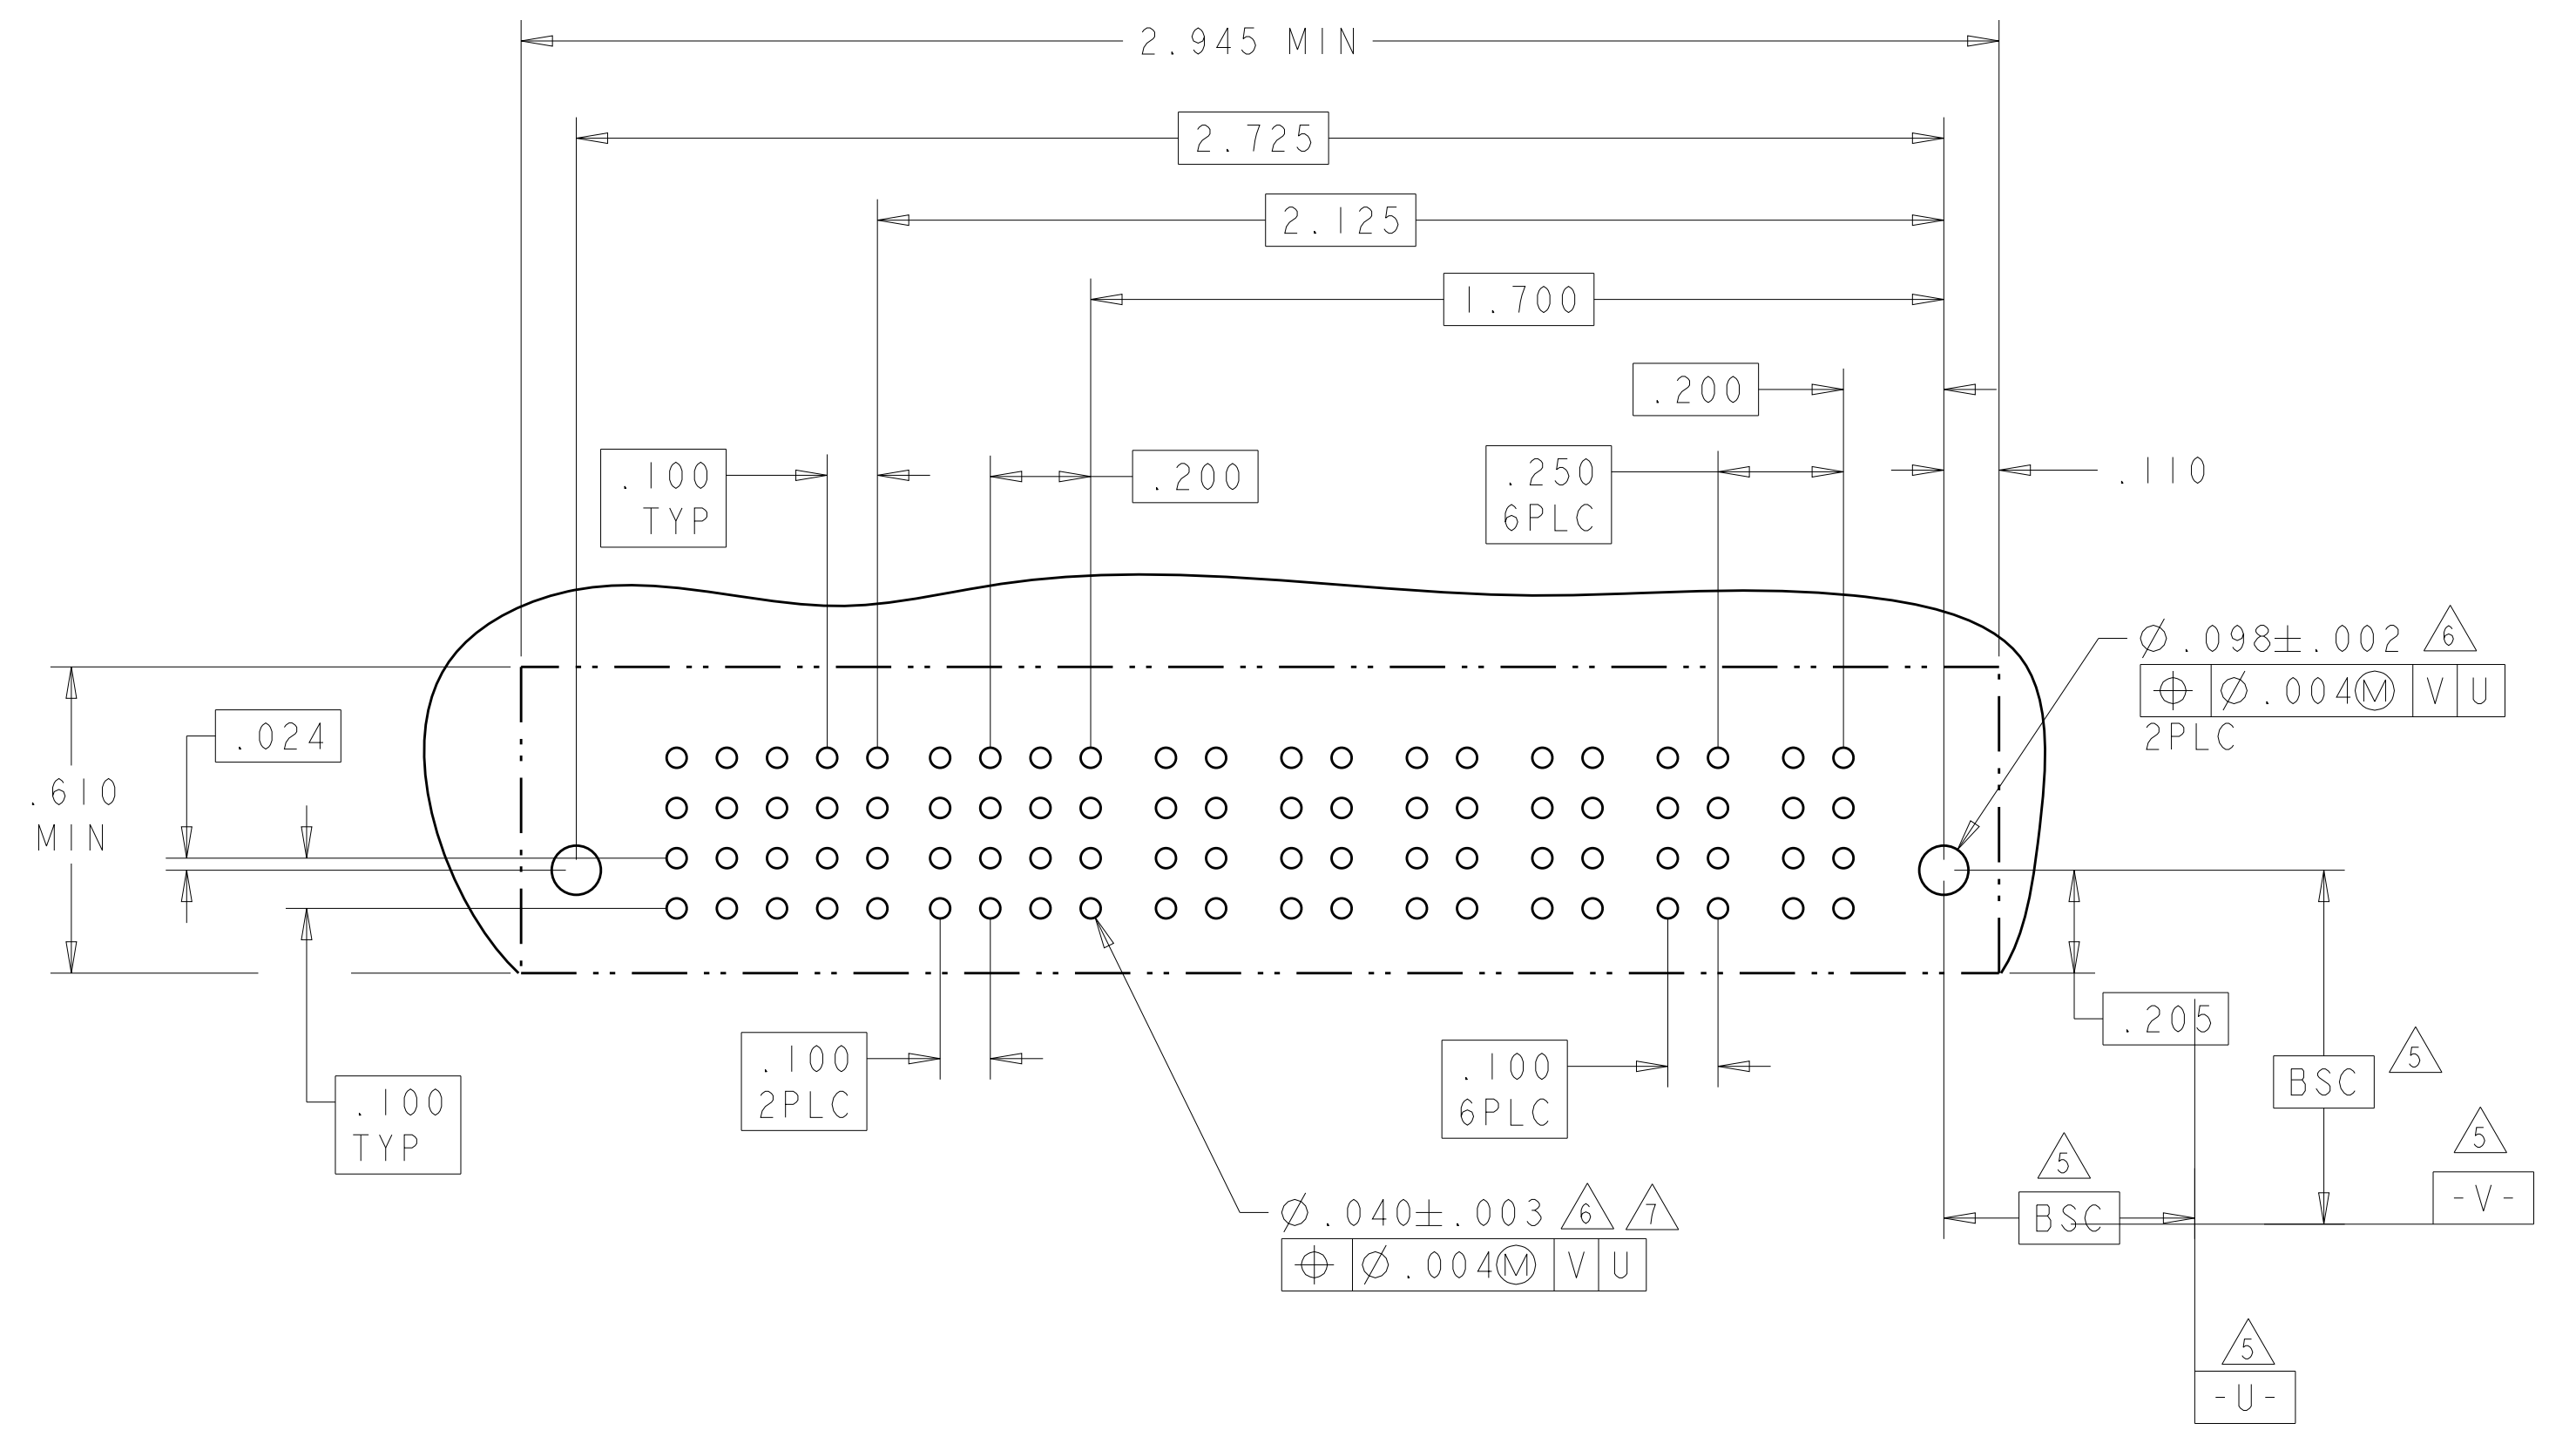 2.945 MIN
2.725
2.125
1.700
.200
.100
TYP
.200
.250
6PLC
.110
⌀.098±.002 6
⌖ ⌀.004Ⓜ V U
2PLC
.024
.610
MIN
.205
BSC 5
.100
2PLC
.100
6PLC
.100
TYP
5
BSC
5
-V-
⌀.040±.003 6 7
⌖ ⌀.004Ⓜ V U
5
-U-